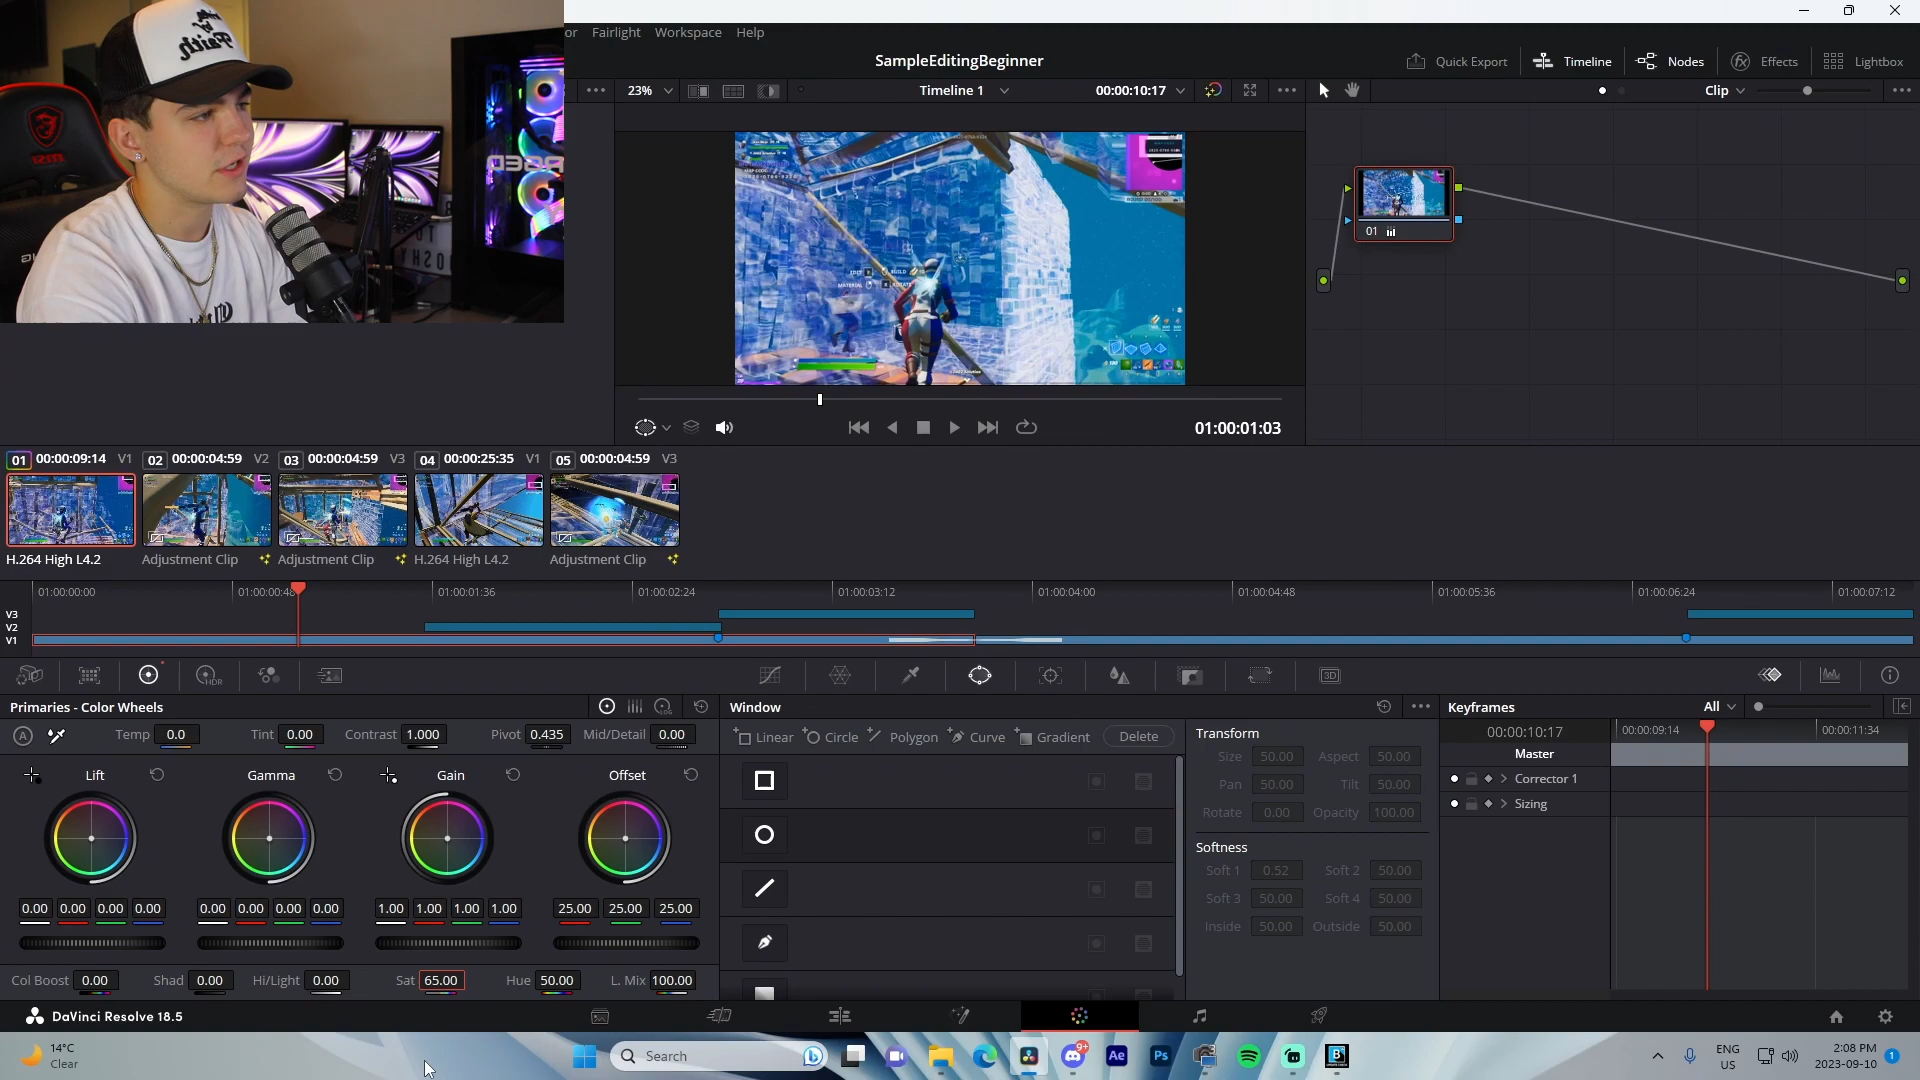 or Fairlight Workspace Help
SampleEditingBeginner
Quick Export Timeline Nodes Effects Lightbox
23% Timeline 1 00:00:10:17 Clip
msi
01
01:00:01:03
01 00:00:09:14 V1 02 00:00:04:59 V2 03 00:00:04:59 V3 04 00:00:25:35 V1 05 00:00:04:59 V3
H.264 High L4.2 Adjustment Clip Adjustment Clip H.264 High L4.2 Adjustment Clip
01:00:00:00 01:00:00:48 01:00:01:36 01:00:02:24 01:00:03:12 01:00:04:00 01:00:04:48 01:00:05:36 01:00:06:24 01:00:07:12
V3
V2
V1
HDR 3D
Primaries - Color Wheels LOG Window Keyframes All
A Temp 0.0 Tint 0.00 Contrast 1.000 Pivot 0.435 Mid/Detail 0.00
Linear Circle Polygon Curve Gradient Delete
Lift Gamma Gain Offset
0.00 0.00 0.00 0.00 0.00 0.00 0.00 0.00 1.00 1.00 1.00 1.00 25.00 25.00 25.00
Col Boost 0.00 Shad 0.00 Hi/Light 0.00 Sat 65.00 Hue 50.00 L. Mix 100.00
Transform
Size 50.00 Aspect 50.00
Pan 50.00 Tilt 50.00
Rotate 0.00 Opacity 100.00
Softness
Soft 1 0.52 Soft 2 50.00
Soft 3 50.00 Soft 4 50.00
Inside 50.00 Outside 50.00
00:00:10:17 00:00:09:14 00:00:11:34
Master
Corrector 1
Sizing
DaVinci Resolve 18.5
14°C
Clear
Search
9+
Ae
Ps
ENG
US
2:08 PM
2023-09-10
1